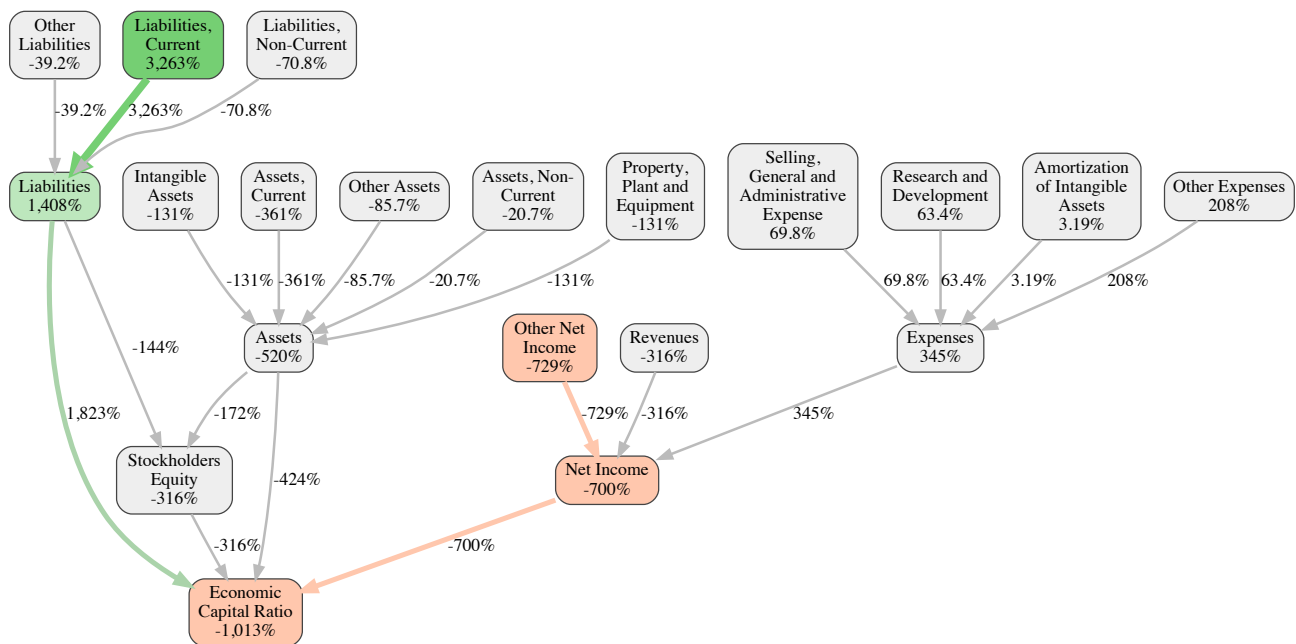 Other
Liabilities
-39.2%
Liabilities,
Current
3,263%
Liabilities,
Non-Current
-70.8%
-39.2%
3,263%
-70.8%
Liabilities
1,408%
Intangible
Assets
-131%
Assets,
Current
-361%
Other Assets
-85.7%
Assets, Non-
Current
-20.7%
Property,
Plant and
Equipment
-131%
Selling,
General and
Administrative
Expense
69.8%
Research and
Development
63.4%
Amortization
of Intangible
Assets
3.19%
Other Expenses
208%
-131%
-361%
-85.7%
-20.7%
-131%
69.8%
63.4%
3.19%
208%
-144%
Assets
-520%
Other Net
Income
-729%
Revenues
-316%
Expenses
345%
1,823%
-172%
-729%
-316%
345%
Stockholders
Equity
-316%
-424%
Net Income
-700%
-316%
-700%
Economic
Capital Ratio
-1,013%